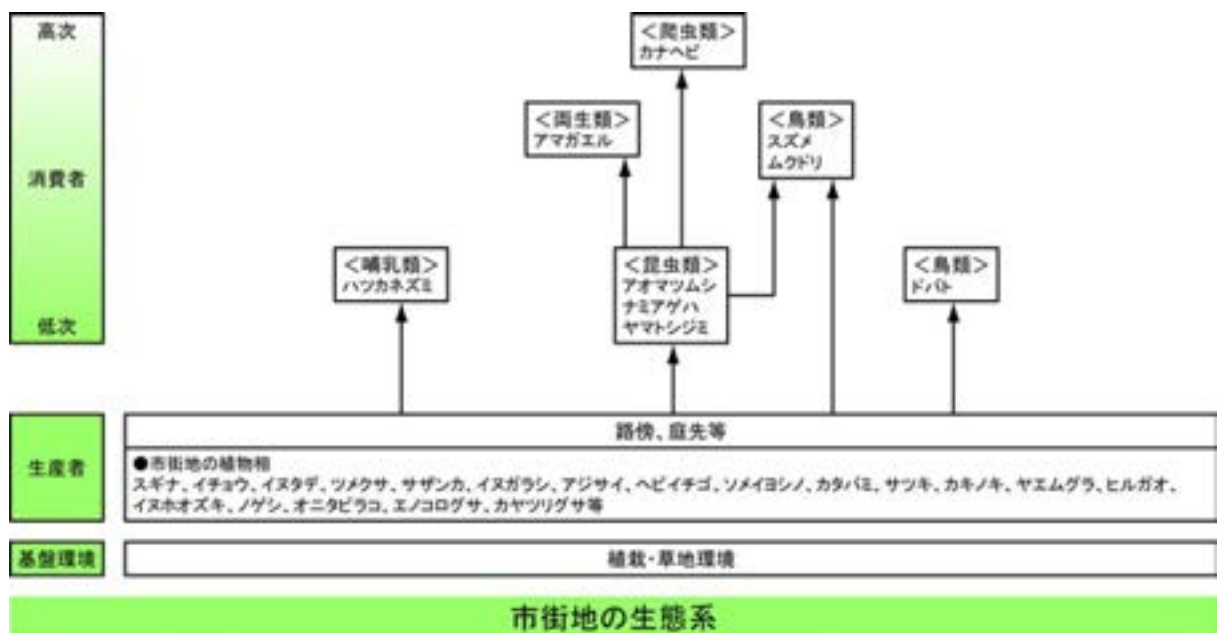 高次
＜爬虫類＞
カナヘビ
＜両生類＞
アマガエル
＜鳥類＞
スズメ
ムクドリ
消費者
＜哺乳類＞
ハツカネズミ
＜昆虫類＞
アオマツムシ
ナミアゲハ
ヤマトシジミ
＜鳥類＞
ドバト
低次
生産者
路傍、庭先等
●市街地の植物相
スギナ、イチョウ、イヌタデ、ツメクサ、サザンカ、イヌガラシ、アジサイ、ヘビイチゴ、ソメイヨシノ、カタバミ、サツキ、カキノキ、ヤエムグラ、ヒルガオ、
イヌホオズキ、ノゲシ、オニタビラコ、エノコログサ、カヤツリグサ等
基盤環境
植栽・草地環境
市街地の生態系